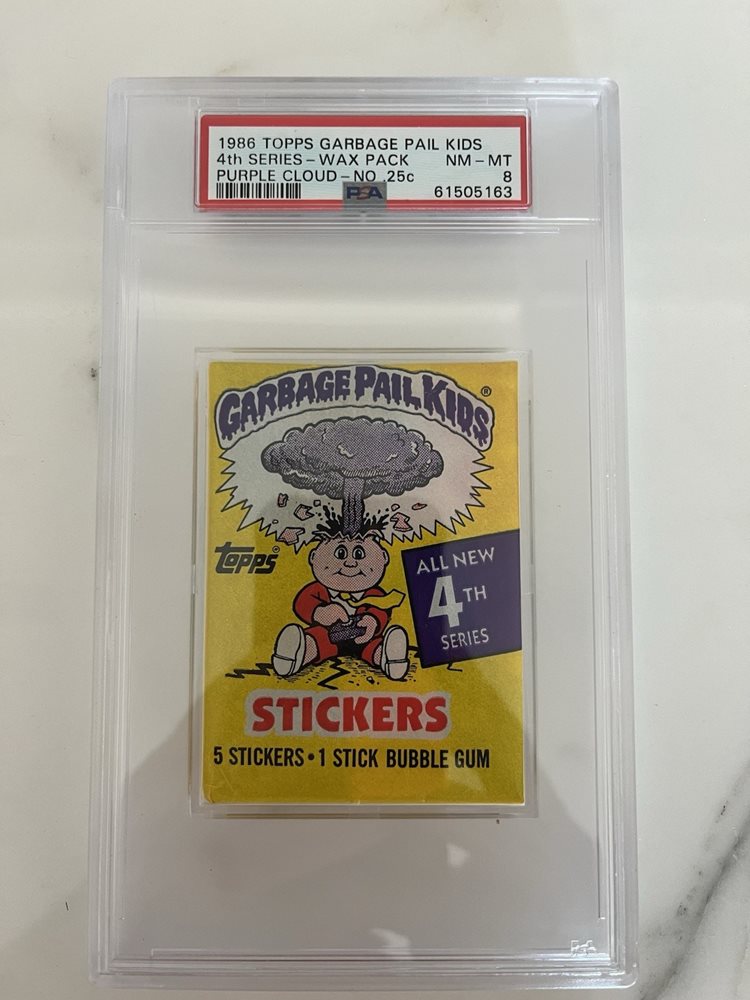 1986 TOPPS GARBAGE PAIL KIDS
4th SERIES - WAX PACK NM - MT
PURPLE CLOUD - NO .25c 8
PSA 61505163
GARBAGE PAIL KIDS®
topps®
ALL NEW
4TH
SERIES
STICKERS
5 STICKERS • 1 STICK BUBBLE GUM